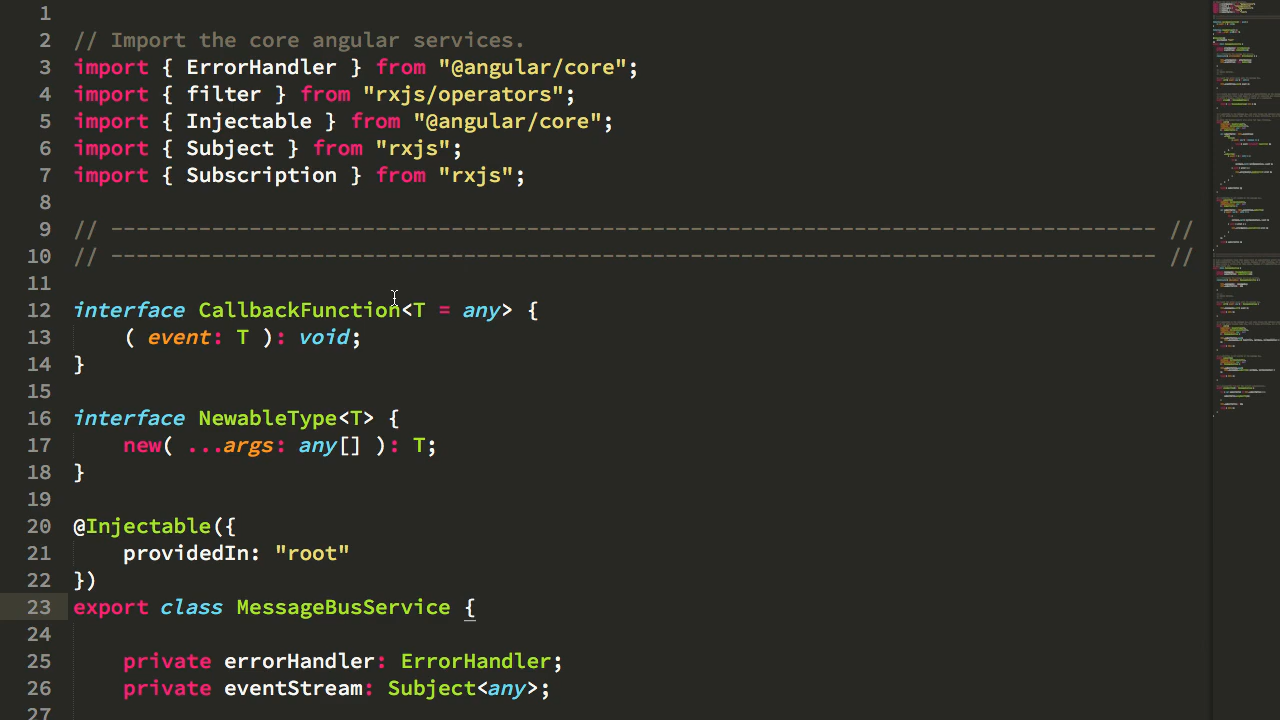 1
2 // Import the core angular services.
3 import { ErrorHandler } from "@angular/core";
4 import { filter } from "rxjs/operators";
5 import { Injectable } from "@angular/core";
6 import { Subject } from "rxjs";
7 import { Subscription } from "rxjs";
8
9 // ----------------------------------------------------------------------------------- //
10 // ----------------------------------------------------------------------------------- //
11
12 interface CallbackFunction<T = any> {
13     ( event: T ): void;
14 }
15
16 interface NewableType<T> {
17     new( ...args: any[] ): T;
18 }
19
20 @Injectable({
21     providedIn: "root"
22 })
23 export class MessageBusService {
24
25     private errorHandler: ErrorHandler;
26     private eventStream: Subject<any>;
27